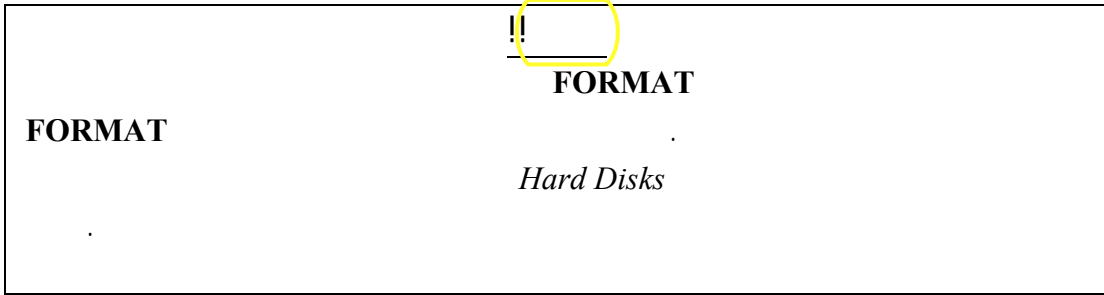 !!
FORMAT
FORMAT .
Hard Disks
.